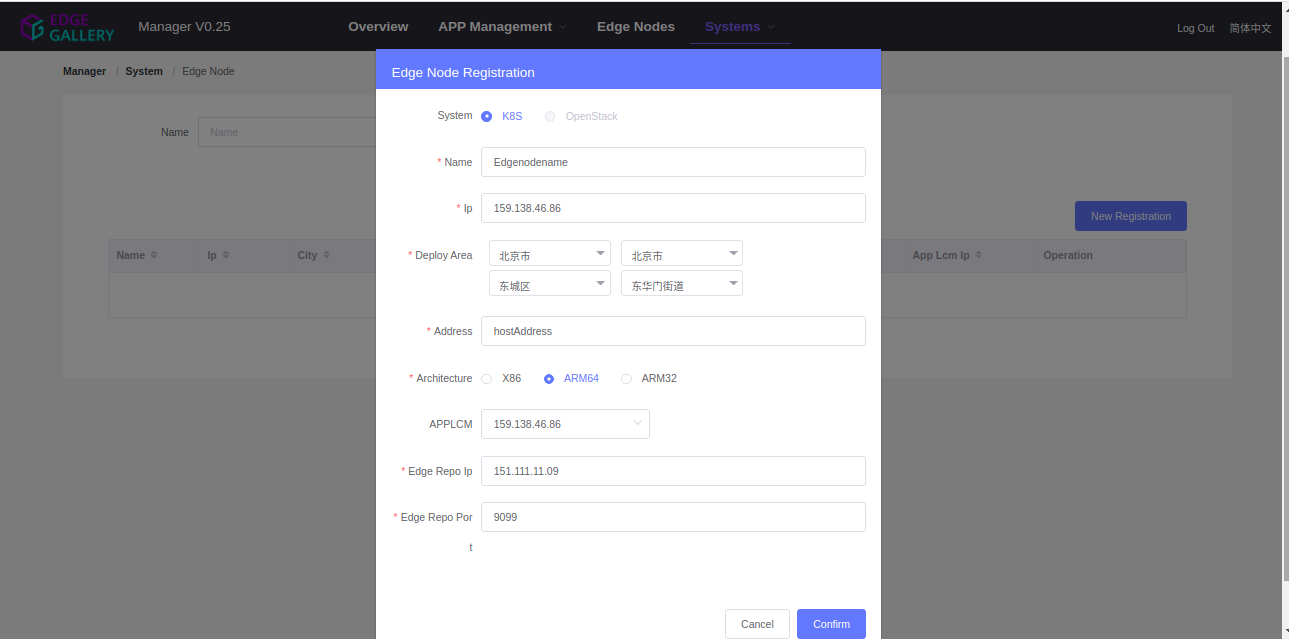 EDGE
GALLERY
Manager V0.25
Overview
APP Management
Edge Nodes
Systems
Log Out
简体中文
Manager / System / Edge Node
Name
Name
New Registration
Name
Ip
City
App Lcm Ip
Operation
Edge Node Registration
System
K8S
OpenStack
* Name
Edgenodename
* Ip
159.138.46.86
* Deploy Area
北京市
北京市
东城区
东华门街道
* Address
hostAddress
* Architecture
X86
ARM64
ARM32
APPLCM
159.138.46.86
* Edge Repo Ip
151.111.11.09
* Edge Repo Por
t
9099
Cancel
Confirm